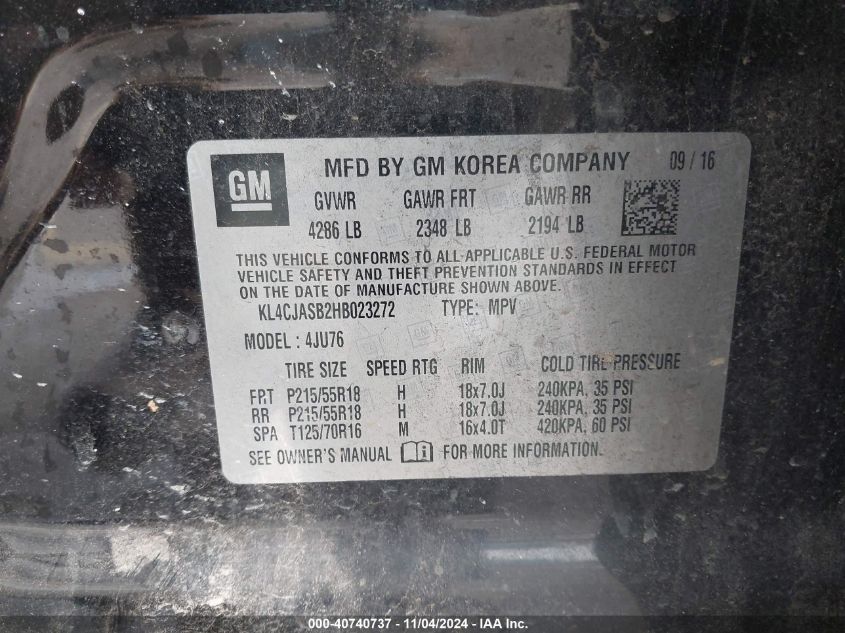 GM MFD BY GM KOREA COMPANY 09 / 16
GVWR GAWR FRT GAWR RR
4286 LB 2348 LB 2194 LB
THIS VEHICLE CONFORMS TO ALL-APPLICABLE U.S. FEDERAL MOTOR
VEHICLE SAFETY AND THEFT PREVENTION STANDARDS IN EFFECT
ON THE DATE OF MANUFACTURE SHOWN ABOVE.
KL4CJASB2HB023272 TYPE: MPV
MODEL : 4JU76
TIRE SIZE SPEED RTG RIM COLD TIRE PRESSURE
FRT P215/55R18 H 18x7.0J 240KPA, 35 PSI
RR P215/55R18 H 18x7.0J 240KPA, 35 PSI
SPA T125/70R16 M 16x4.0T 420KPA, 60 PSI
SEE OWNER'S MANUAL FOR MORE INFORMATION.
000-40740737 - 11/04/2024 - IAA Inc.